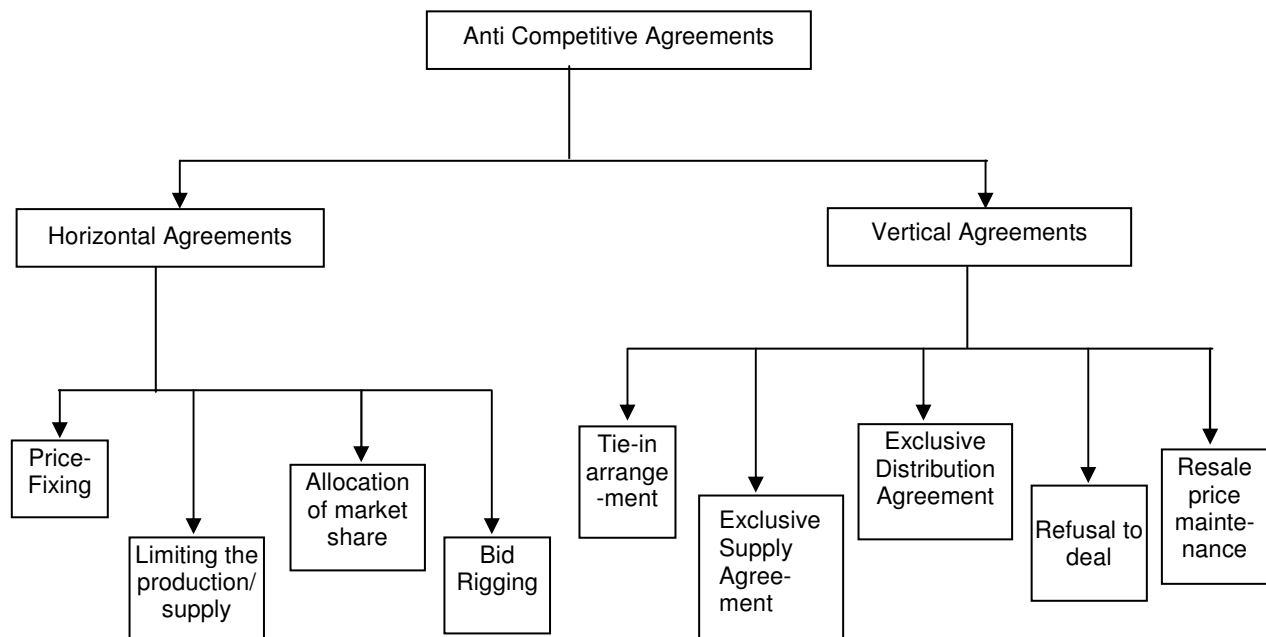 Anti Competitive Agreements
Horizontal Agreements
Vertical Agreements
Price-
Fixing
Limiting the
production/
supply
Allocation
of market
share
Bid
Rigging
Tie-in
arrange
-ment
Exclusive
Supply
Agree-
ment
Exclusive
Distribution
Agreement
Refusal to
deal
Resale
price
mainte-
nance